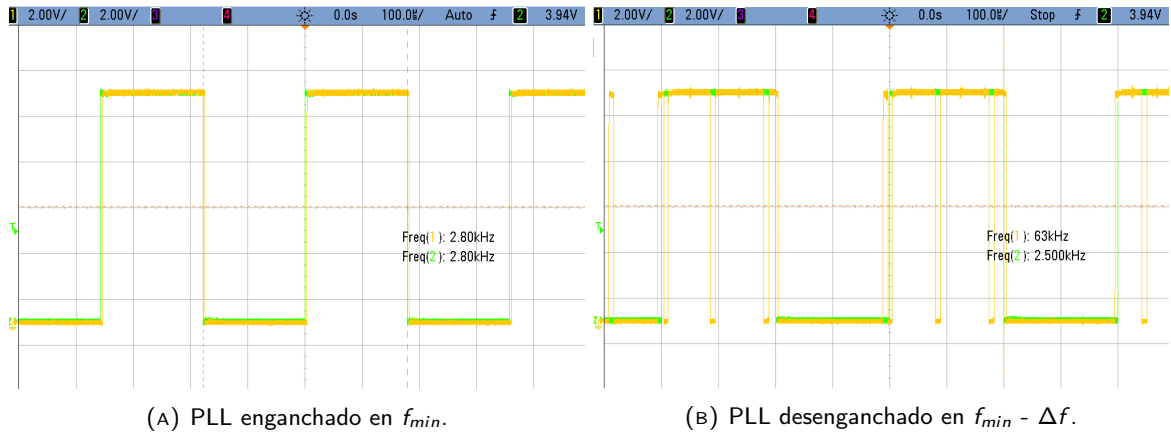 1 2.00V/ 2 2.00V/ 3 4 0.0s 100.0㎲/ Auto 2 3.94V
T
Freq(1): 2.80kHz
Freq(2): 2.80kHz
(A) PLL enganchado en fmin.
1 2.00V/ 2 2.00V/ 3 4 0.0s 100.0㎲/ Stop 2 3.94V
T
Freq(1): 63kHz
Freq(2): 2.500kHz
(B) PLL desenganchado en fmin - Δf.